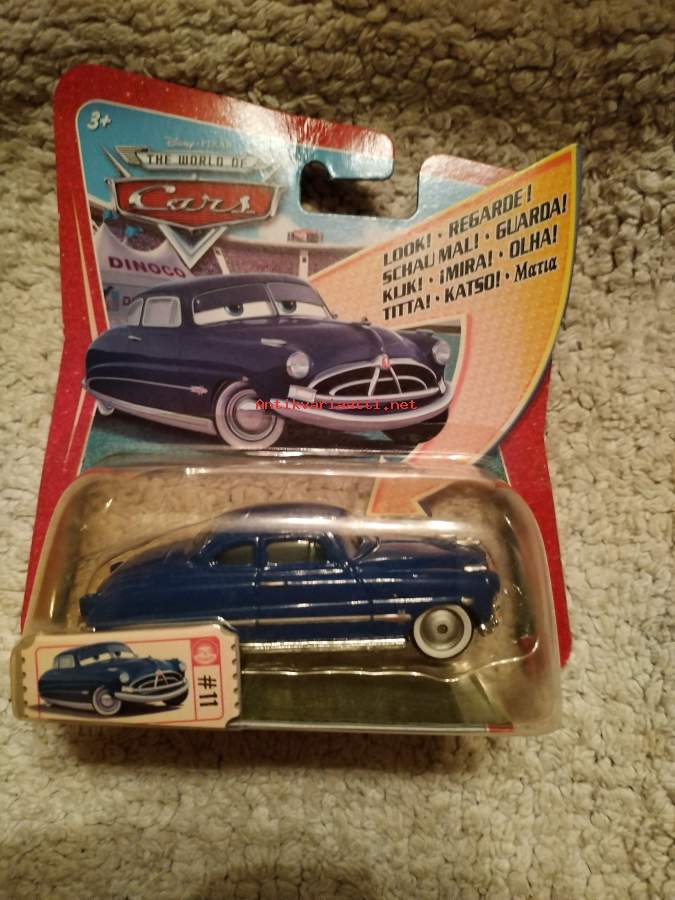 3+
Disney · PIXAR
THE WORLD OF
Cars
DINOCO
LOOK! · REGARDE!
SCHAU MAL! · GUARDA!
KIJK! · ¡MIRA! · OLHA!
TITTA! · KATSO! · Ματια
Antikvariaatti.net
#11